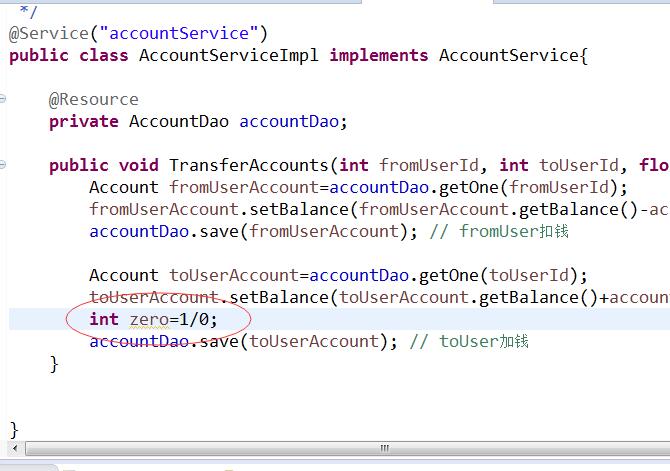 */
@Service("accountService")
public class AccountServiceImpl implements AccountService{
@Resource
private AccountDao accountDao;
public void TransferAccounts(int fromUserId, int toUserId, flo
Account fromUserAccount=accountDao.getOne(fromUserId);
fromUserAccount.setBalance(fromUserAccount.getBalance()-ac
accountDao.save(fromUserAccount); // fromUser扣钱
Account toUserAccount=accountDao.getOne(toUserId);
toUserAccount.setBalance(toUserAccount.getBalance()+accoun
int zero=1/0;
accountDao.save(toUserAccount); // toUser加钱
}
}